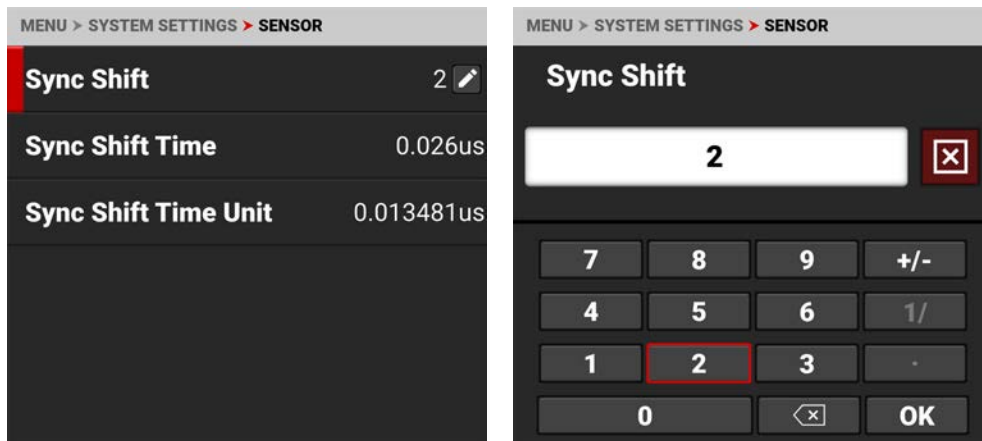 MENU > SYSTEM SETTINGS > SENSOR
Sync Shift 2
Sync Shift Time 0.026us
Sync Shift Time Unit 0.013481us
MENU > SYSTEM SETTINGS > SENSOR
Sync Shift
2
7 8 9 +/-
4 5 6 1/
1 2 3 .
0 OK